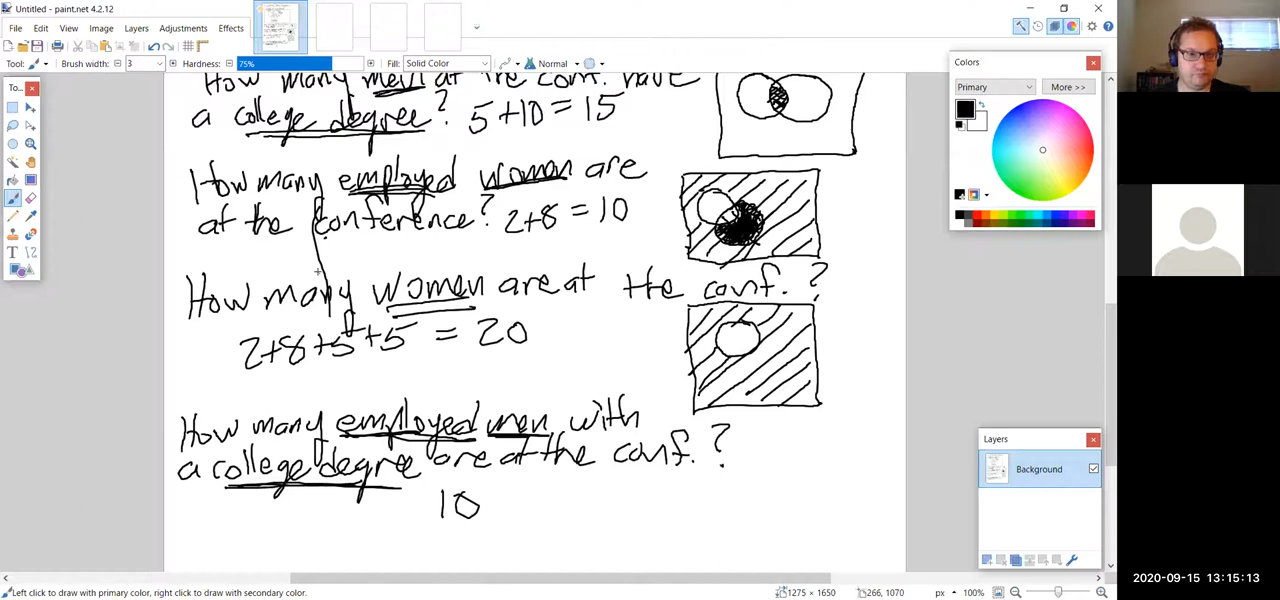 Untitled - paint.net 4.2.12
File Edit View Image Layers Adjustments Effects
Tool: Brush width: 3 Hardness: 75% Fill: Solid Color Normal
To...
How many men at the conf. have
a college degree? 5+10=15
How many employed women are
at the conference? 2+8=10
How many women are at the conf.?
2+8+5+5=20
How many employed men with
a college degree are at the conf.?
10
Colors
Primary More >>
Layers
Background
Left click to draw with primary color, right click to draw with secondary color.
1275 x 1650
266, 1070
px 100%
2020-09-15 13:15:13